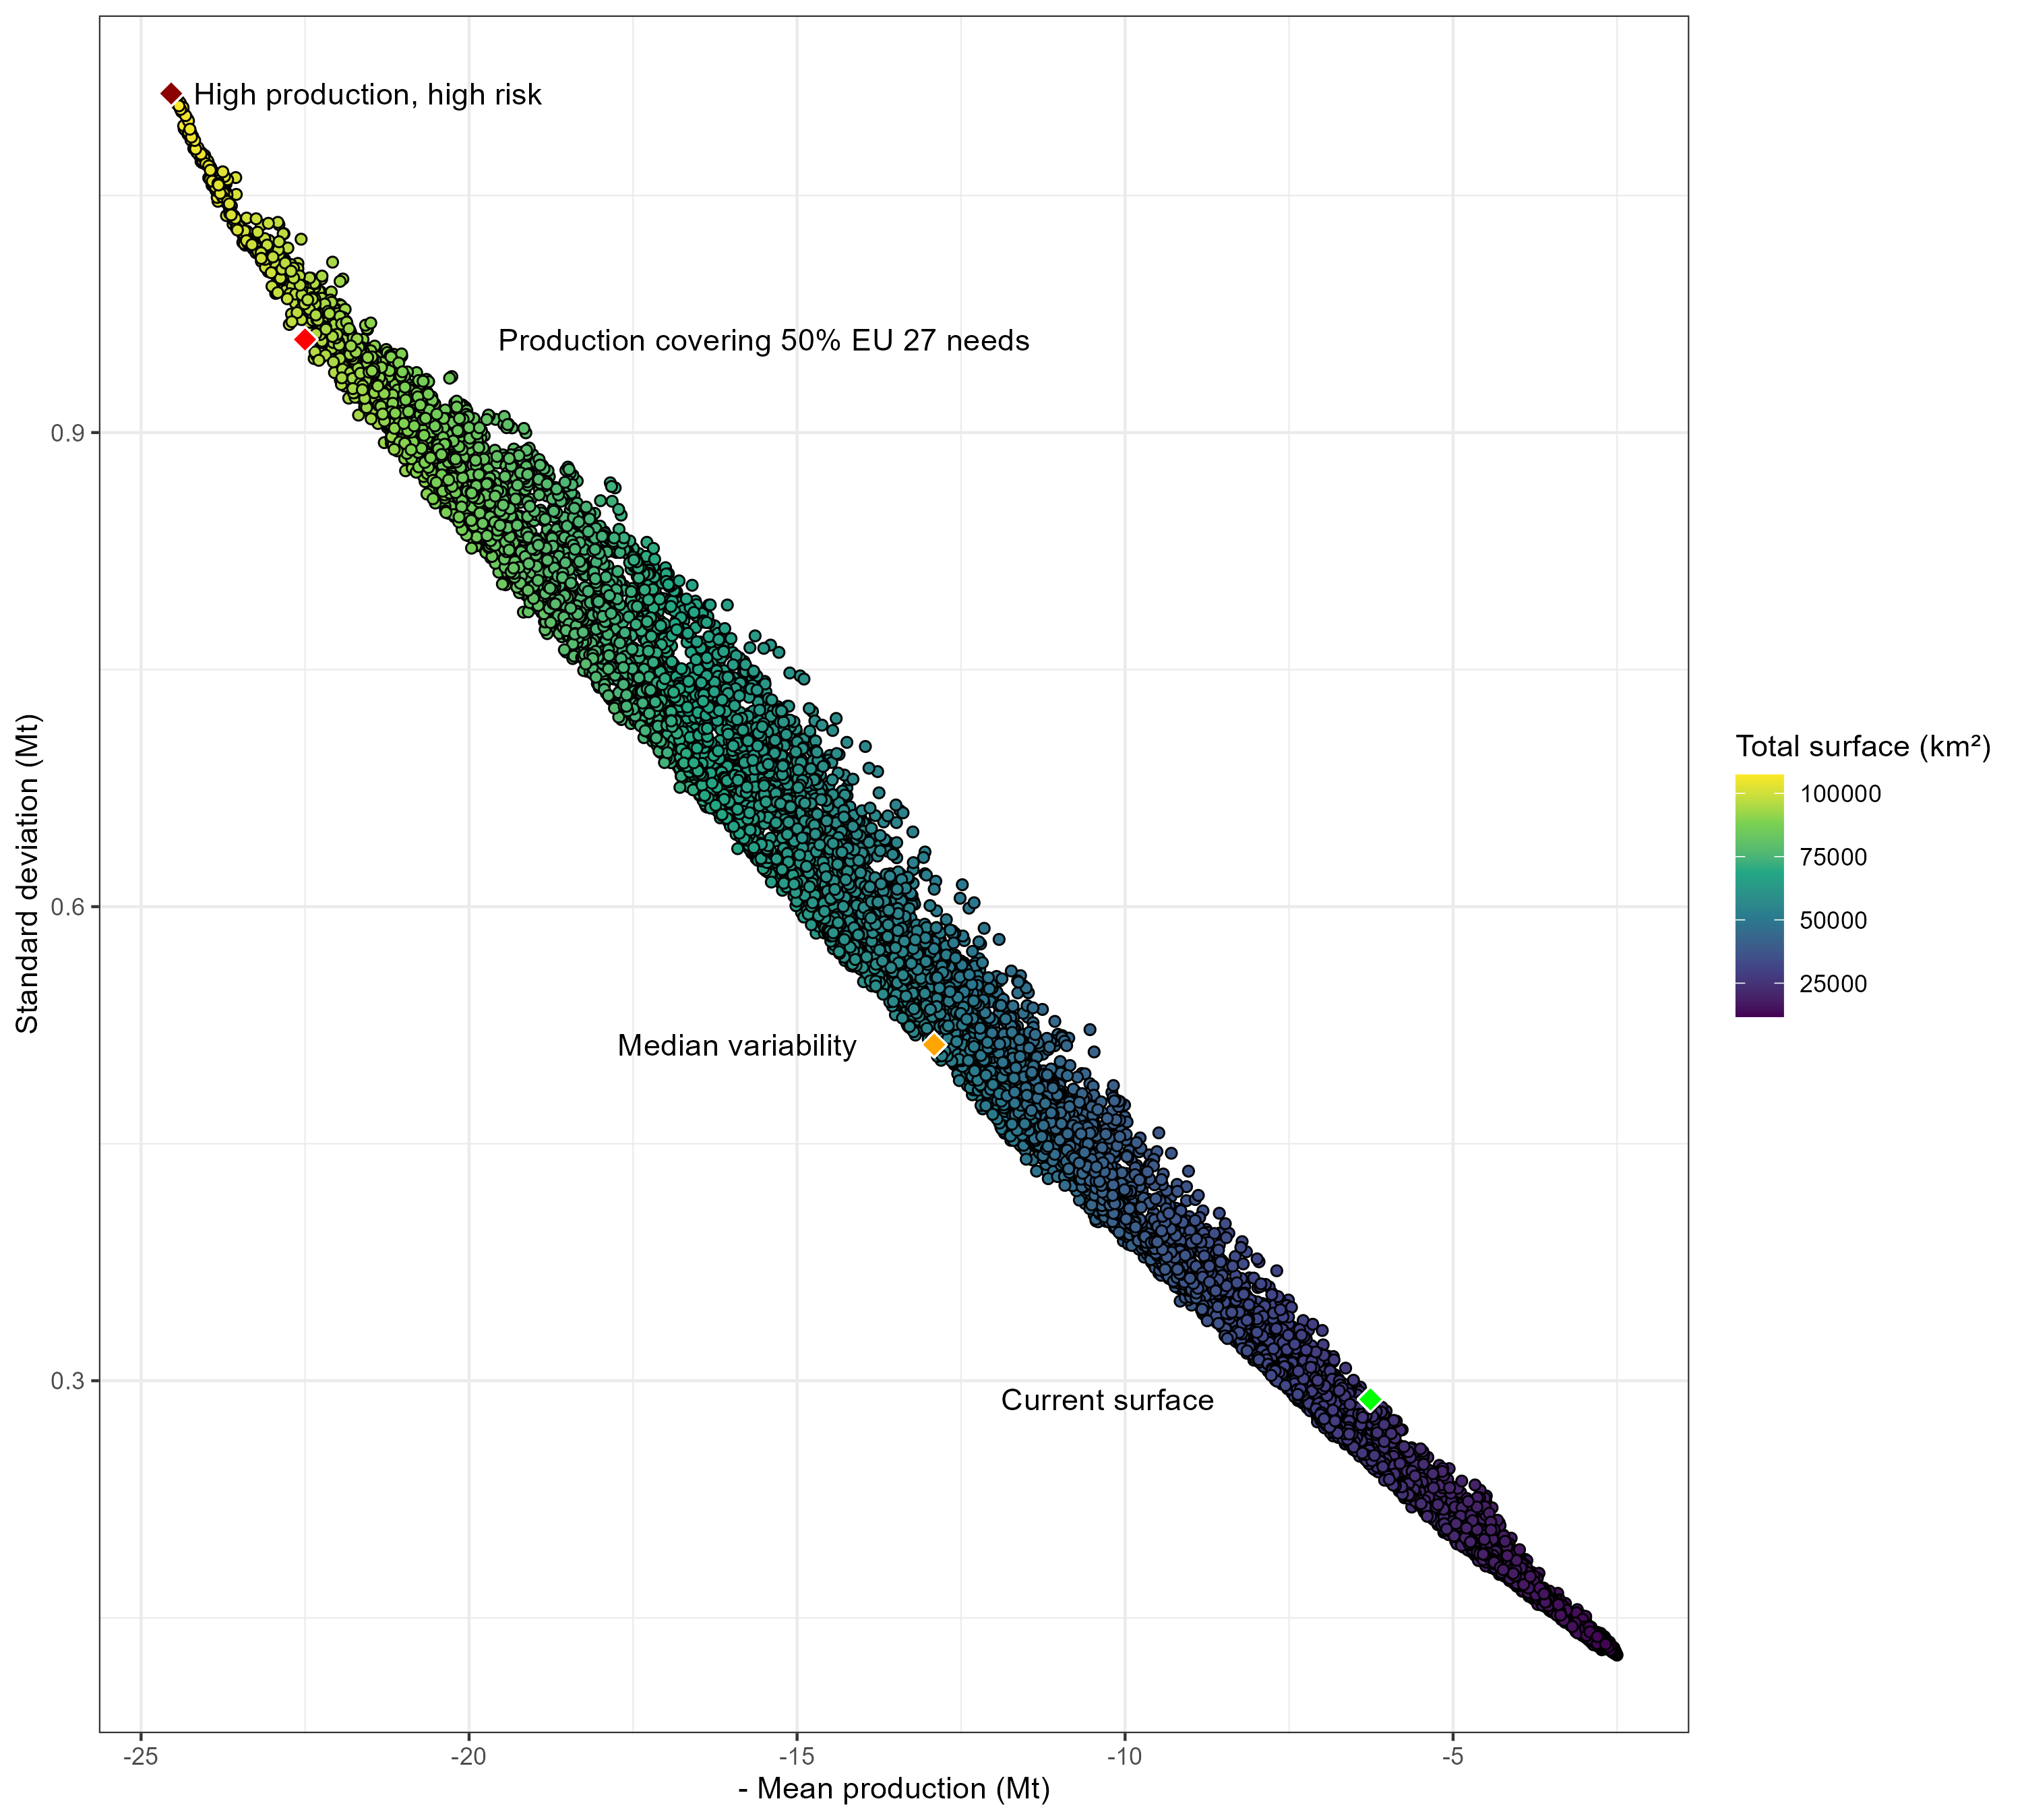 High production, high risk
Production covering 50% EU 27 needs
0.9
Standard deviation (Mt)
Total surface (km²)
100000
75000
50000
25000
0.6
Median variability
0.3
Current surface
-25
-20
-15
-10
-5
- Mean production (Mt)